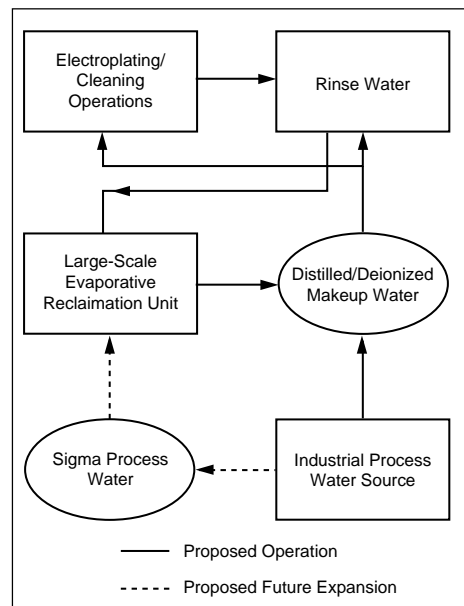 Electroplating/
Cleaning
Operations
Rinse Water
Large-Scale
Evaporative
Reclaimation Unit
Distilled/Deionized
Makeup Water
Sigma Process
Water
Industrial Process
Water Source
Proposed Operation
Proposed Future Expansion